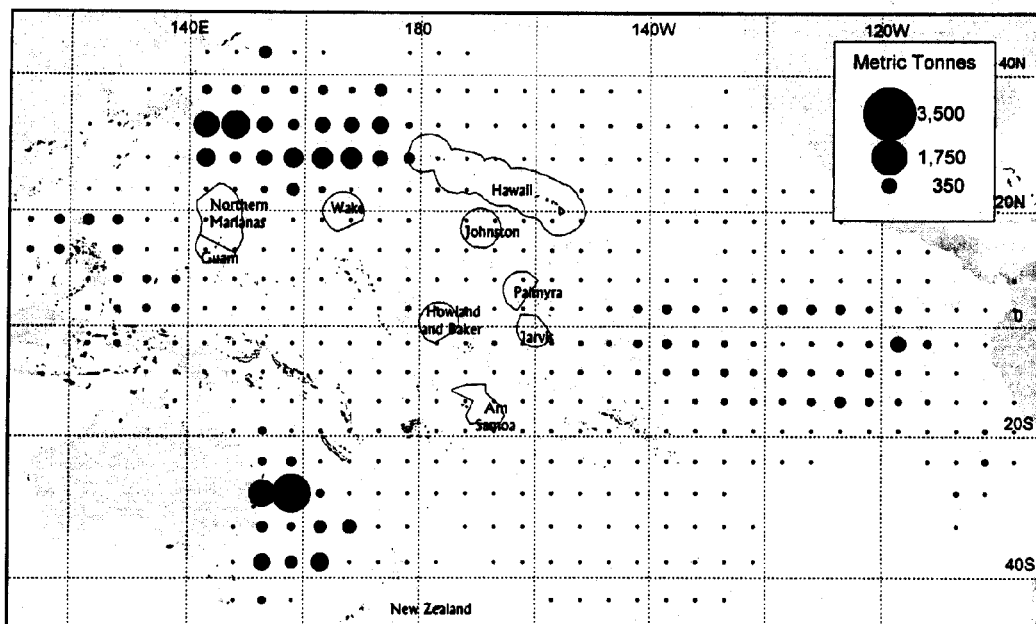 140E 180 140W 120W
Metric Tonnes
3,500
1,750
350
40N
Hawaii
Northern
Marianas
Wake
20N
Johnston
Guam
Palmyra
Howland
and Baker
Jarvis
0
Am
Samoa
20S
40S
New Zealand